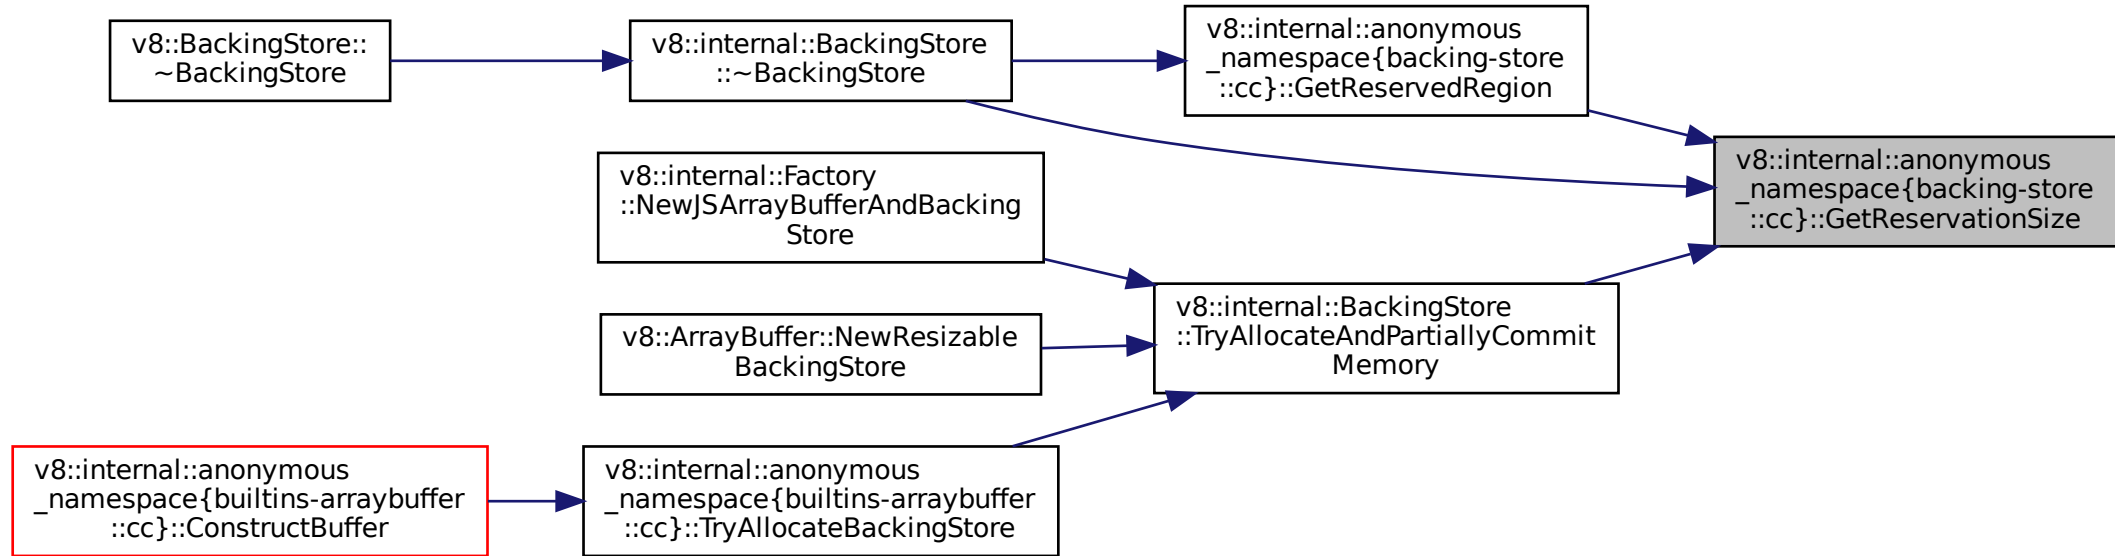 v8::BackingStore::
~BackingStore
v8::internal::BackingStore
::~BackingStore
v8::internal::anonymous
_namespace{backing-store
::cc}::GetReservedRegion
v8::internal::anonymous
_namespace{backing-store
::cc}::GetReservationSize
v8::internal::Factory
::NewJSArrayBufferAndBacking
Store
v8::ArrayBuffer::NewResizable
BackingStore
v8::internal::BackingStore
::TryAllocateAndPartiallyCommit
Memory
v8::internal::anonymous
_namespace{builtins-arraybuffer
::cc}::ConstructBuffer
v8::internal::anonymous
_namespace{builtins-arraybuffer
::cc}::TryAllocateBackingStore